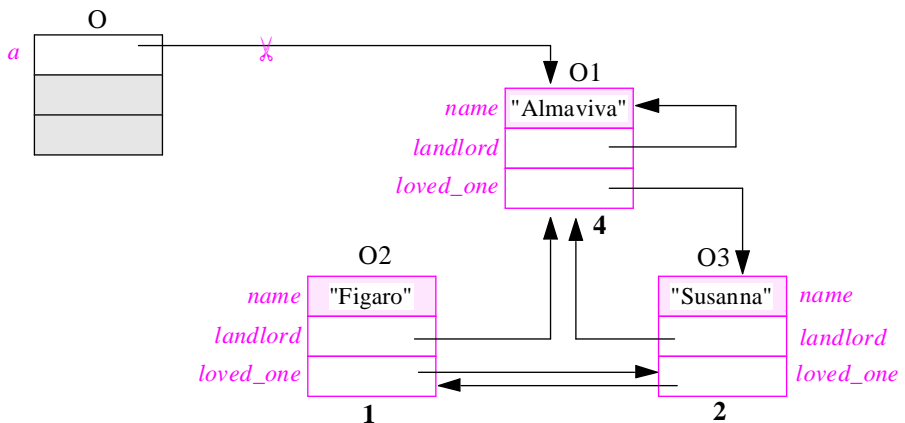 O
a
O1
name "Almaviva"
landlord
loved_one
4
O2
O3
name "Figaro"
"Susanna" name
landlord
landlord
loved_one
loved_one
1
2